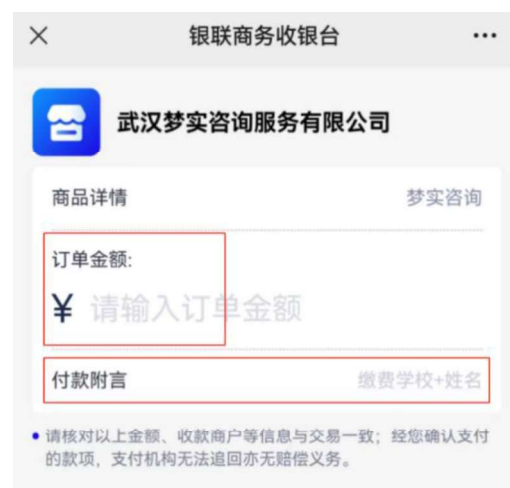 银联商务收银台
武汉梦实咨询服务有限公司
商品详情 梦实咨询
订单金额:
¥ 请输入订单金额
付款附言 缴费学校+姓名
请核对以上金额、收款商户等信息与交易一致；经您确认支付
的款项，支付机构无法追回亦无赔偿义务。